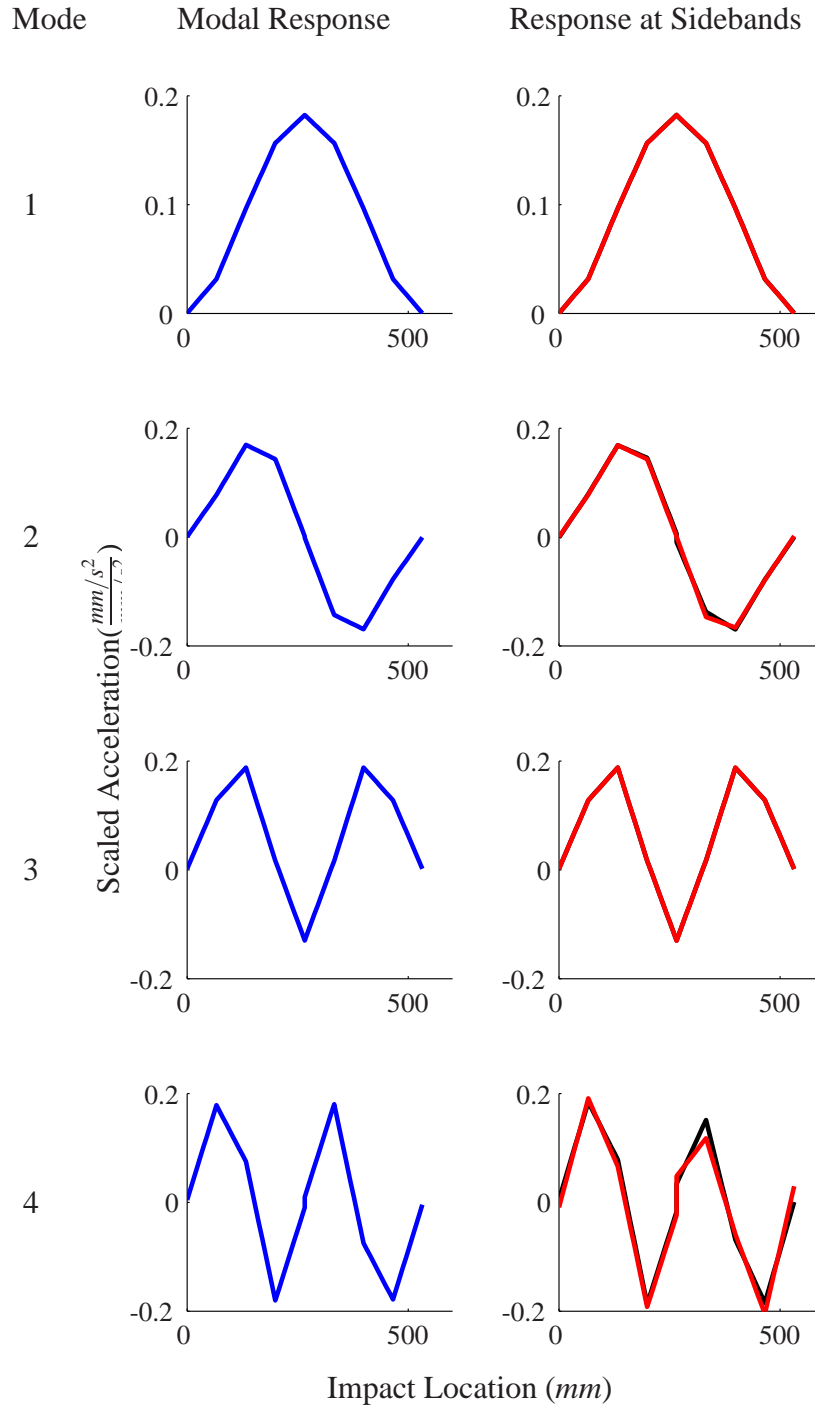 Mode Modal Response Response at Sidebands
0.2 0.2
1 0.1 0.1
0 0
0 500 0 500
0.2 0.2
2 0 0
-0.2 -0.2
0 500 0 500
Scaled Acceleration(mm/s²
0.2 0.2
3 0 0
-0.2 -0.2
0 500 0 500
0.2 0.2
4 0 0
-0.2 -0.2
0 500 0 500
Impact Location (mm)